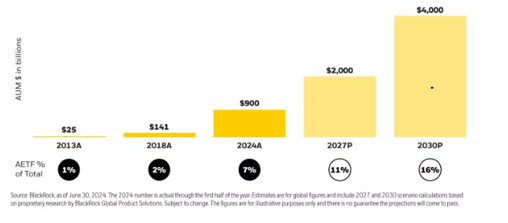 $4,000
$2,000
$900
$141
$25
AUM $ in billions
2013A 2018A 2024A 2027P 2030P
AETF %
of Total
1% 2% 7% 11% 16%
Source: BlackRock, as of June 30, 2024. The 2024 number is actual through the first half of the year. Estimates are for global figures and include 2027 and 2030 scenario calculations based
on proprietary research by BlackRock Global Product Solutions. Subject to change. The figures are for illustrative purposes only and there is no guarantee the projections will come to pass.